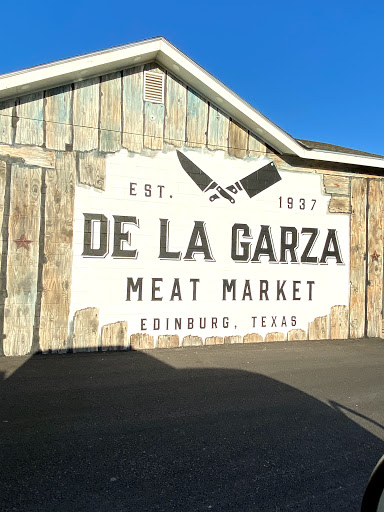 EST. 1937
DE LA GARZA
MEAT MARKET
EDINBURG, TEXAS